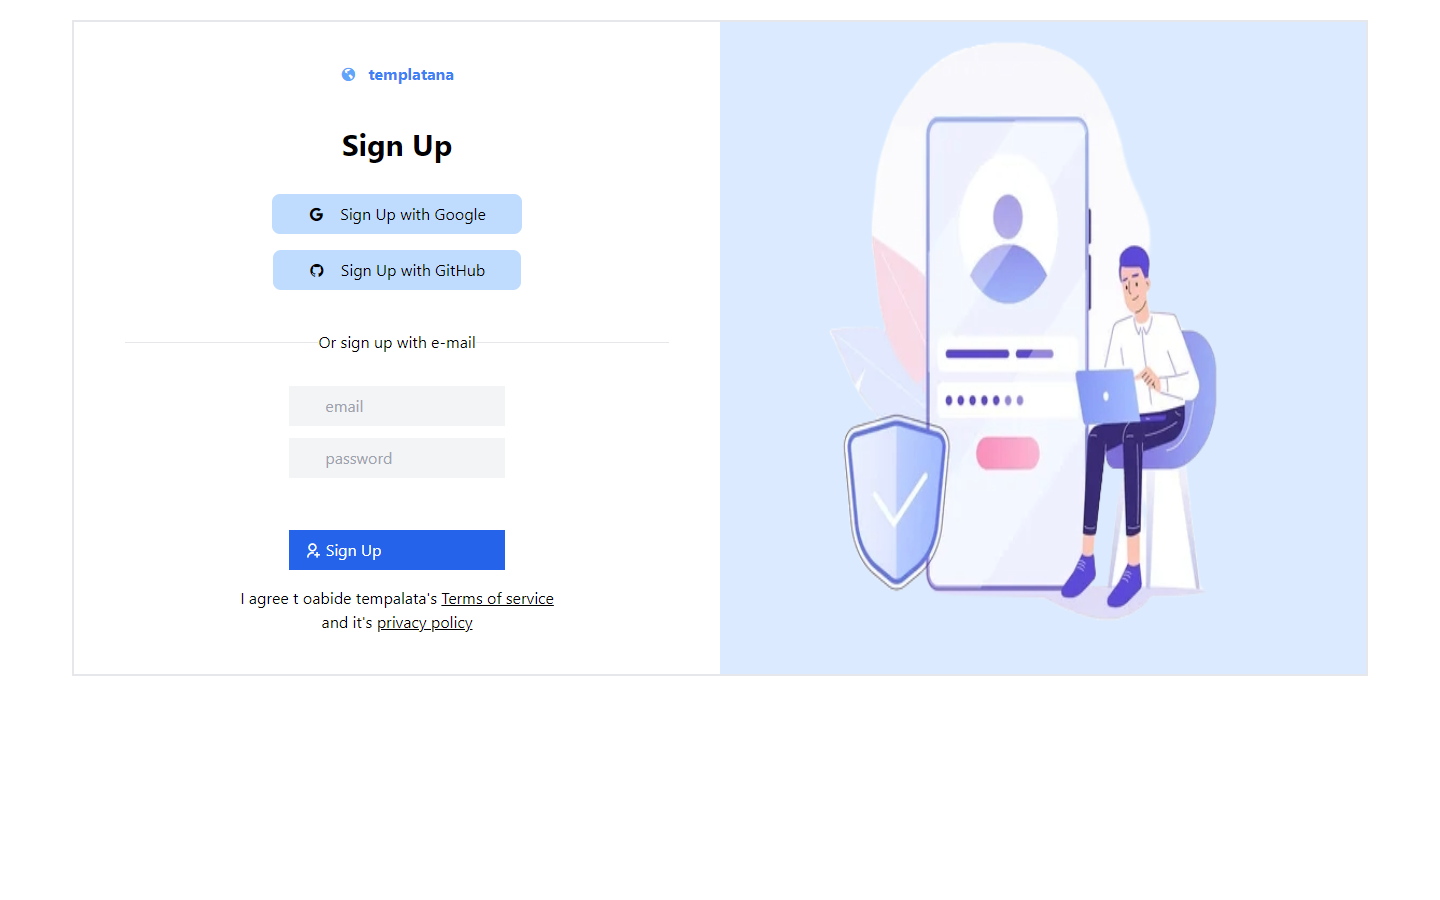 templatana
Sign Up
Sign Up with Google
Sign Up with GitHub
Or sign up with e-mail
email
password
Sign Up
I agree t oabide tempalata's Terms of service
and it's privacy policy